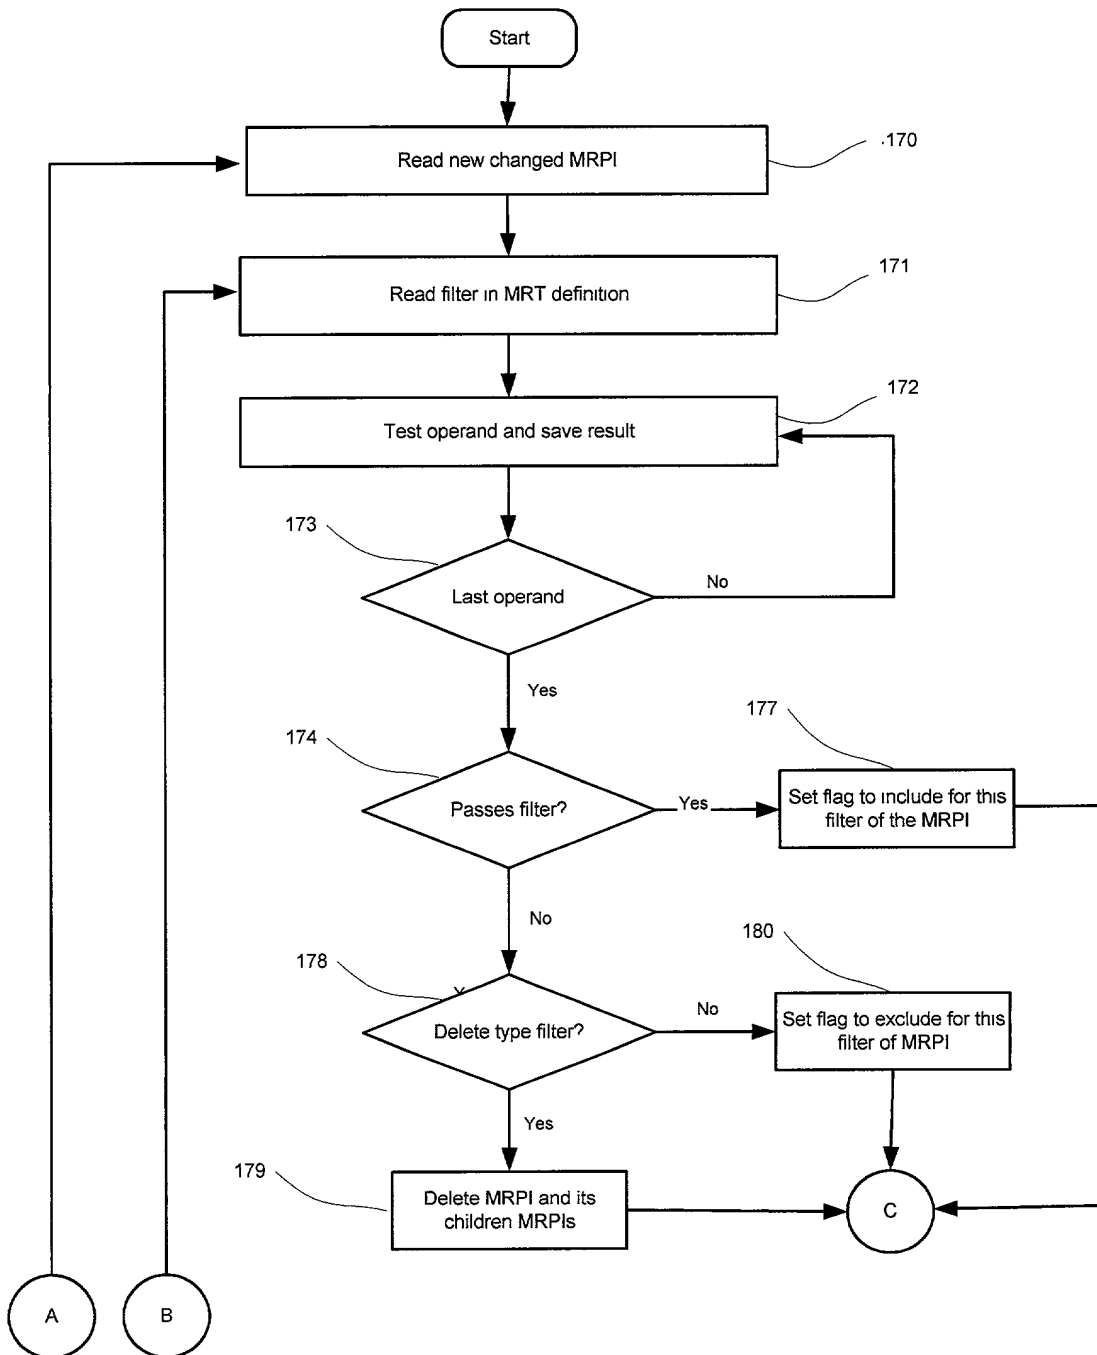 Start
Read new changed MRPI
170
Read filter in MRT definition
171
Test operand and save result
172
173
Last operand
No
Yes
174
Passes filter?
Yes
177
Set flag to include for this
filter of the MRPI
No
178
Delete type filter?
No
180
Set flag to exclude for this
filter of MRPI
Yes
179
Delete MRPI and its
children MRPIs
C
A
B